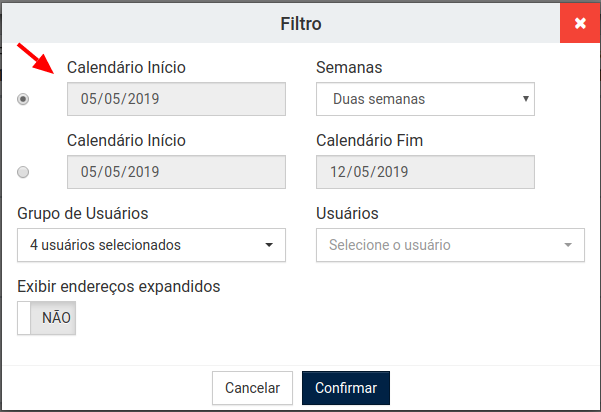 Filtro
Calendário Início Semanas
05/05/2019 Duas semanas
Calendário Início Calendário Fim
05/05/2019 12/05/2019
Grupo de Usuários Usuários
4 usuários selecionados Selecione o usuário
Exibir endereços expandidos
NÃO
Cancelar Confirmar